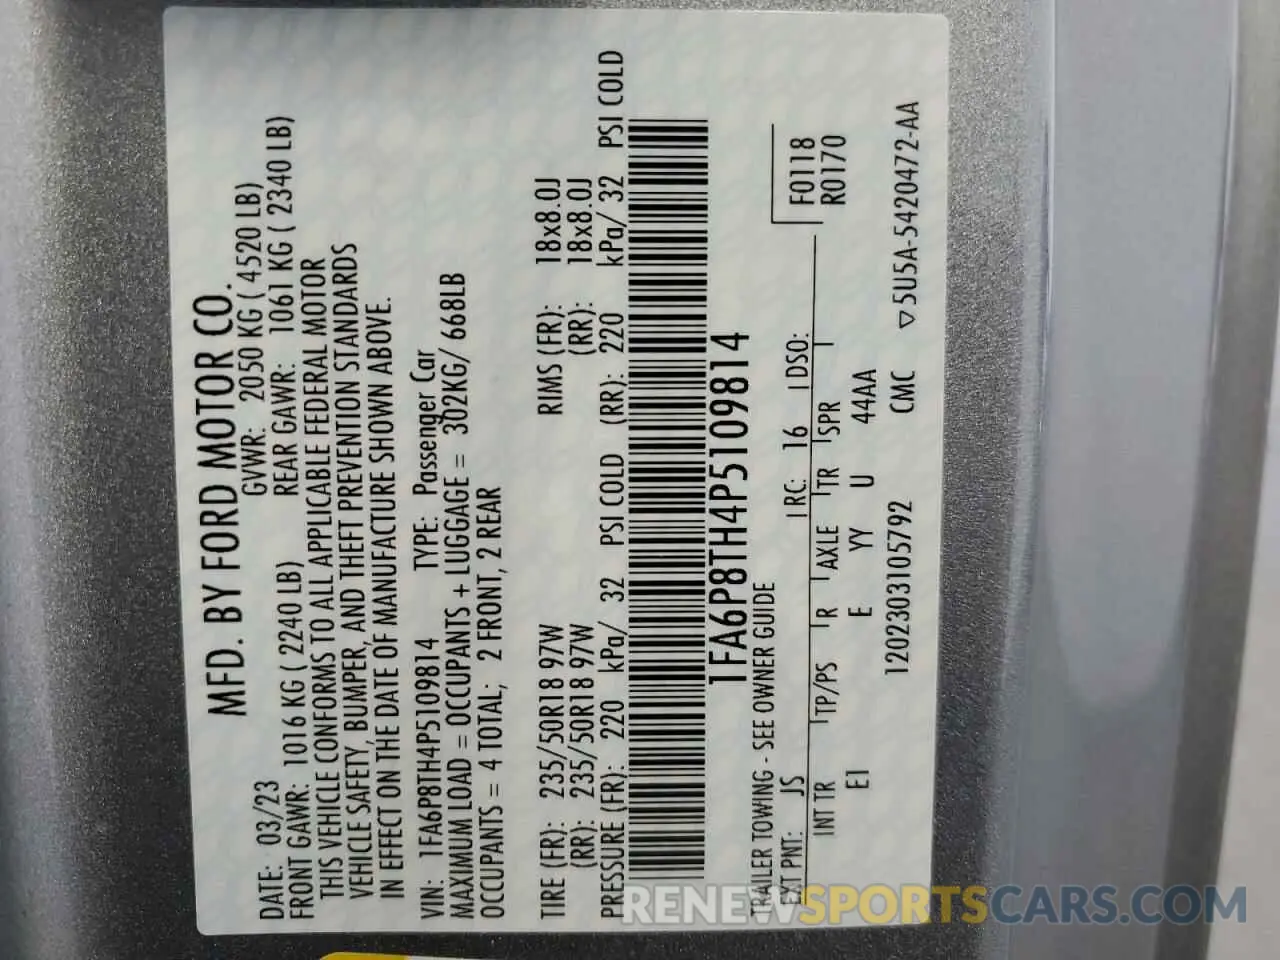 MFD. BY FORD MOTOR CO.
DATE: 03/23 GVWR: 2050 KG ( 4520 LB)
FRONT GAWR: 1016 KG ( 2240 LB) REAR GAWR: 1061 KG ( 2340 LB)
THIS VEHICLE CONFORMS TO ALL APPLICABLE FEDERAL MOTOR
VEHICLE SAFETY, BUMPER, AND THEFT PREVENTION STANDARDS
IN EFFECT ON THE DATE OF MANUFACTURE SHOWN ABOVE.
VIN: 1FA6P8TH4P5109814 TYPE: Passenger Car
MAXIMUM LOAD = OCCUPANTS + LUGGAGE = 302KG/ 668LB
OCCUPANTS = 4 TOTAL; 2 FRONT, 2 REAR
TIRE (FR): 235/50R18 97W RIMS (FR): 18x8.0J
(RR): 235/50R18 97W (RR): 18x8.0J
PRESSURE (FR): 220 kPa/ 32 PSI COLD (RR): 220 kPa/ 32 PSI COLD
1FA6P8TH4P5109814
TRAILER TOWING - SEE OWNER GUIDE
F0118
R0170
EXT PNT: JS RC: 16 DSO:
INT TR TP/PS R AXLE TR SPR
EI E YY U 44AA
12023031057​92 CMC ▽5U5A-5420472-AA
RENEWSPORTSCARS.COM